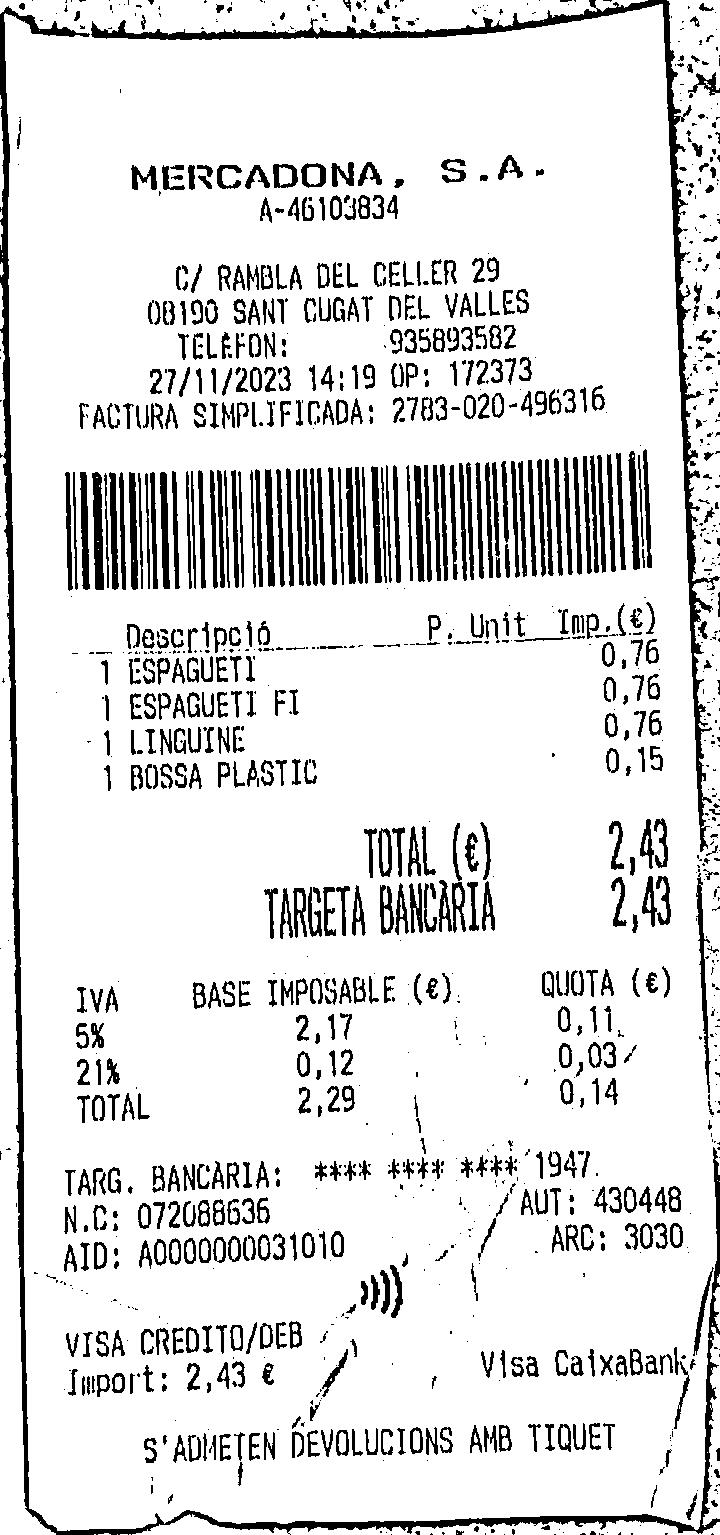 MERCADONA, S.A.
A-46103834
C/ RAMBLA DEL CELLER 29
08190 SANT CUGAT DEL VALLES
TELÈFON: 935893582
27/11/2023 14:19 OP: 172373
FACTURA SIMPLIFICADA: 2783-020-496316
Descripció P. Unit Imp.(€)
1 ESPAGUETI 0,76
1 ESPAGUETI FI 0,76
1 LINGUINE 0,76
1 BOSSA PLASTIC 0,15
TOTAL (€) 2,43
TARGETA BANCÀRIA 2,43
IVA BASE IMPOSABLE (€) QUOTA (€)
5% 2,17 0,11
21% 0,12 0,03
TOTAL 2,29 0,14
TARG. BANCÀRIA: **** **** **** 1947
N.C: 072088636 AUT: 430448
AID: A0000000031010 ARC: 3030
VISA CREDITO/DEB
Import: 2,43 € Visa CaixaBank
S'ADMETEN DEVOLUCIONS AMB TIQUET